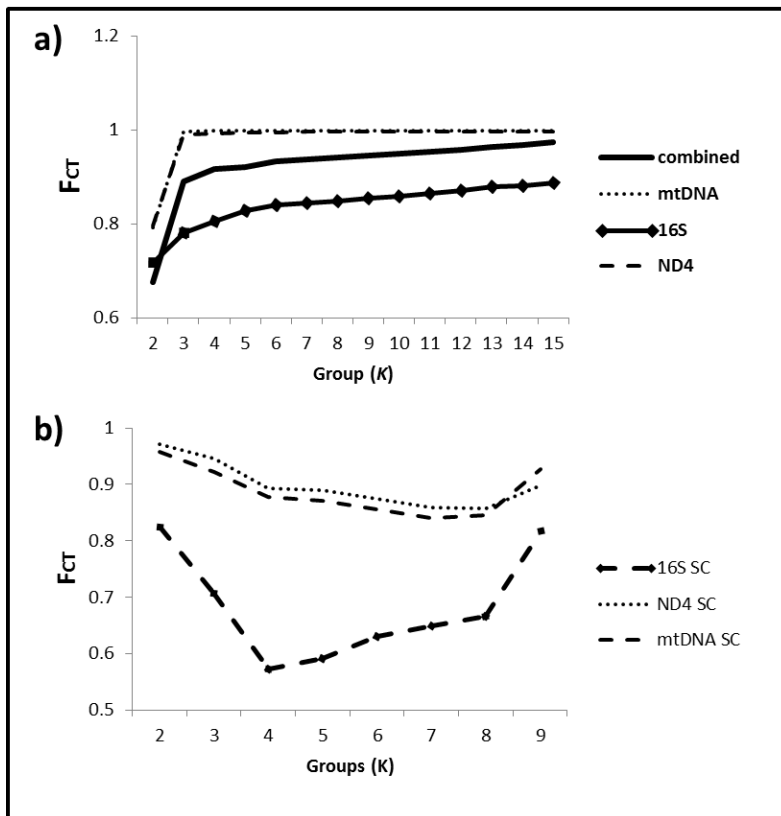 a)
1.2
1
0.8
0.6
FCT
2 3 4 5 6 7 8 9 10 11 12 13 14 15
Group (K)
combined
mtDNA
16S
ND4
b)
1
0.9
0.8
0.7
0.6
0.5
FCT
2 3 4 5 6 7 8 9
Groups (K)
16S SC
ND4 SC
mtDNA SC